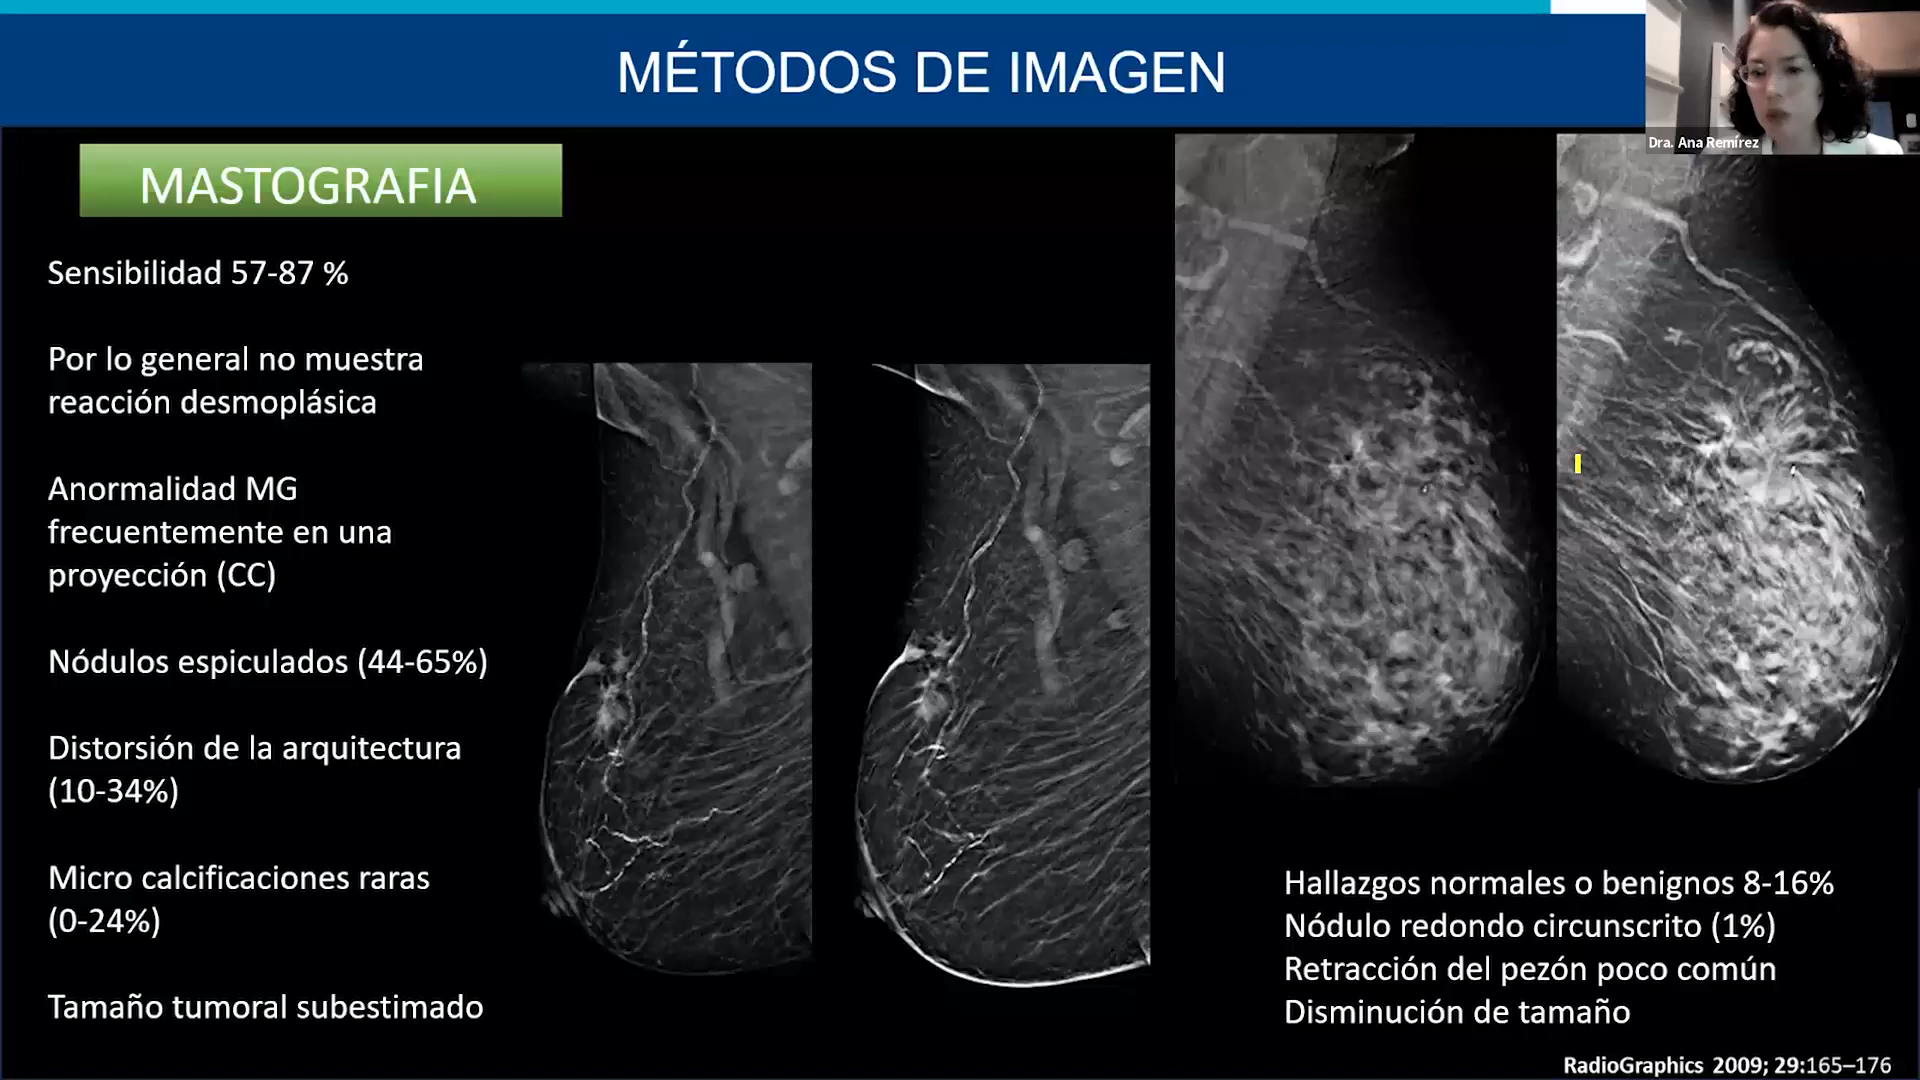 MÉTODOS DE IMAGEN
Dra. Ana Remírez
MASTOGRAFIA
Sensibilidad 57-87 %
Por lo general no muestra
reacción desmoplásica
Anormalidad MG
frecuentemente en una
proyección (CC)
Nódulos espiculados (44-65%)
Distorsión de la arquitectura
(10-34%)
Micro calcificaciones raras
(0-24%)
Tamaño tumoral subestimado
Hallazgos normales o benignos 8-16%
Nódulo redondo circunscrito (1%)
Retracción del pezón poco común
Disminución de tamaño
RadioGraphics 2009; 29:165–176